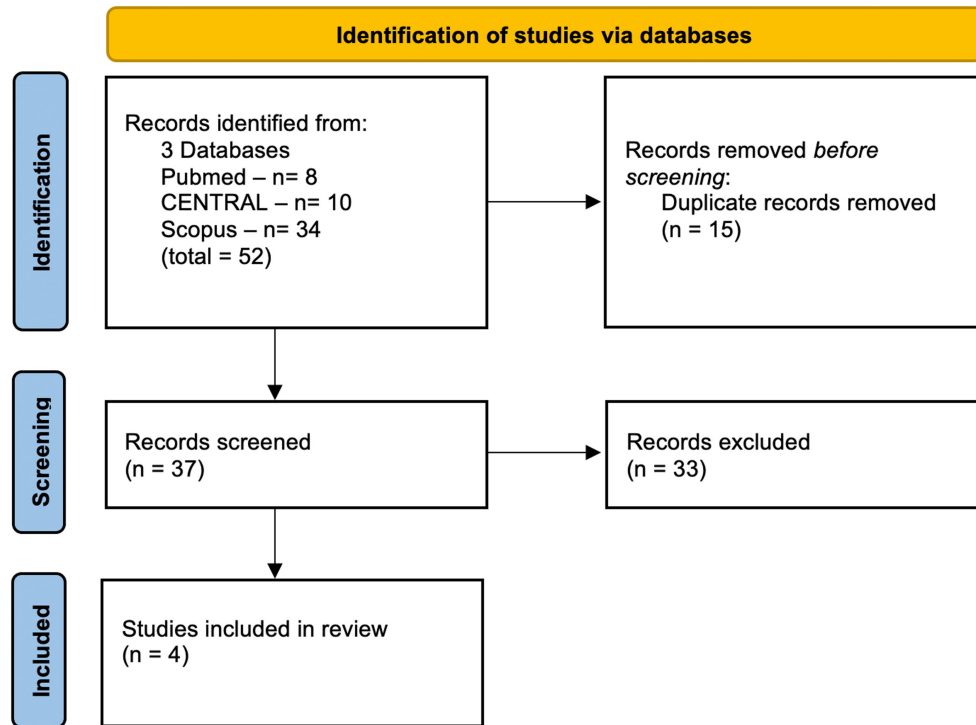 Identification of studies via databases
Identification
Records identified from:
3 Databases
Pubmed – n= 8
CENTRAL – n= 10
Scopus – n= 34
(total = 52)
Records removed before
screening:
Duplicate records removed
(n = 15)
Screening
Records screened
(n = 37)
Records excluded
(n = 33)
Included
Studies included in review
(n = 4)